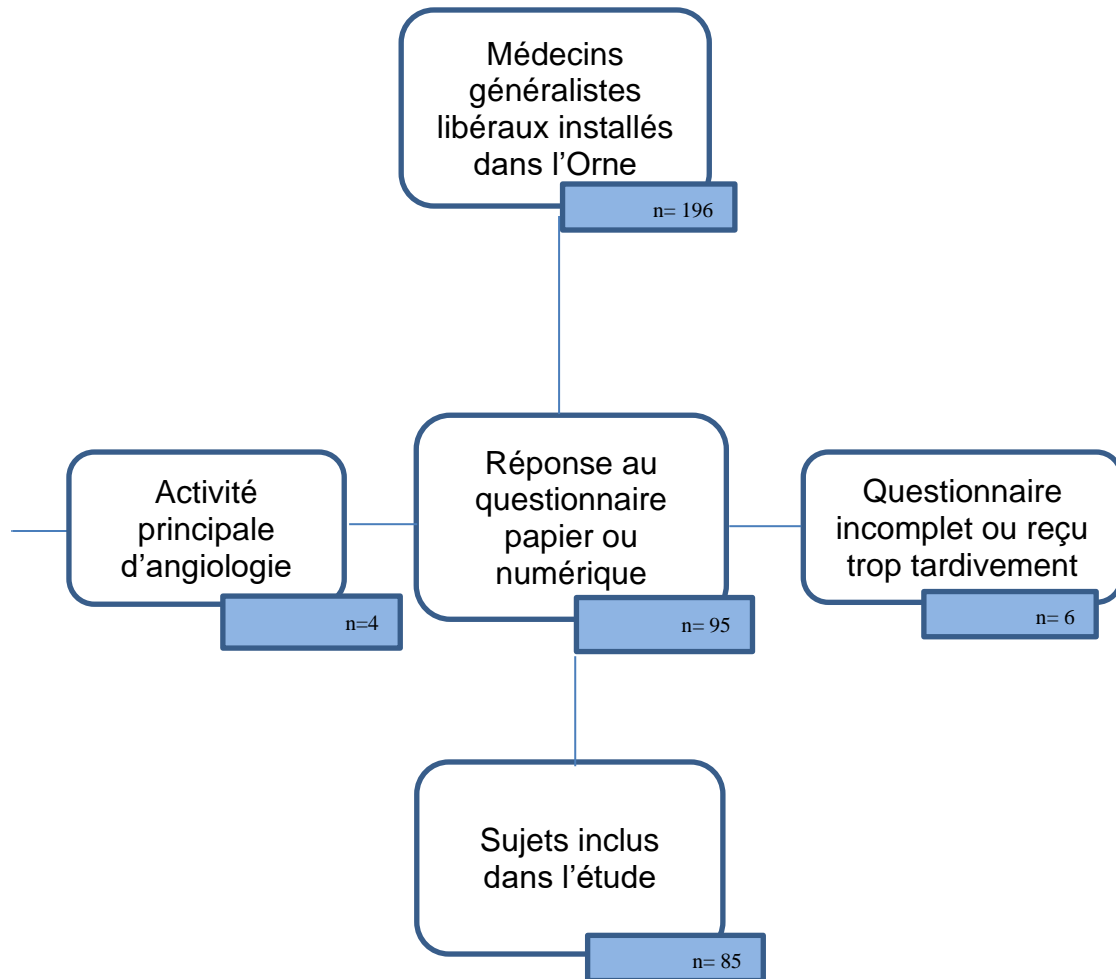 Médecins
généralistes
libéraux installés
dans l’Orne
n= 196
Activité
principale
d’angiologie
n=4
Réponse au
questionnaire
papier ou
numérique
n= 95
Questionnaire
incomplet ou reçu
trop tardivement
n= 6
Sujets inclus
dans l’étude
n= 85